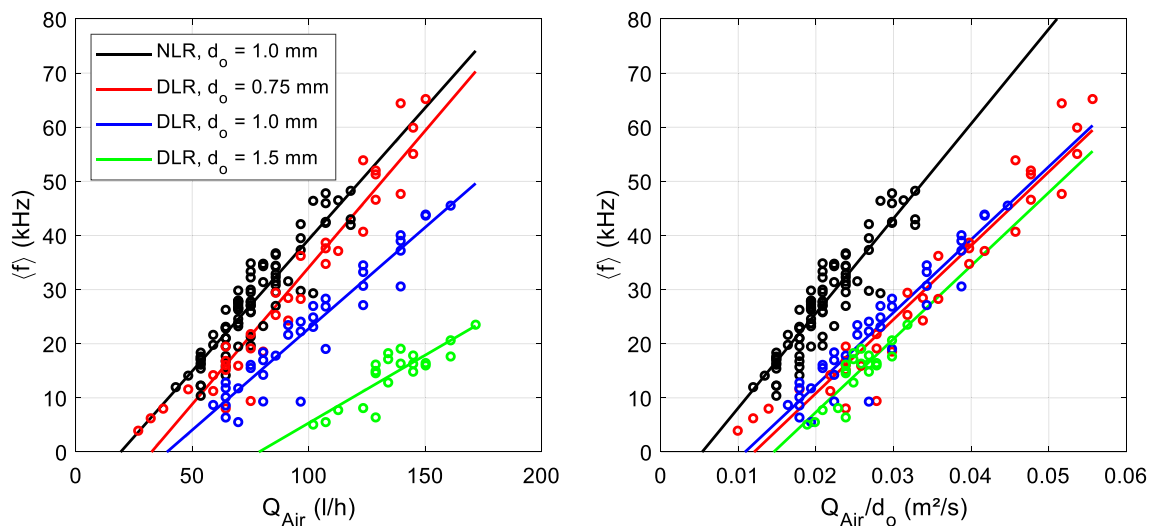 80
70
60
50
40
30
20
10
0
⟨f⟩ (kHz)
NLR, d_o = 1.0 mm
DLR, d_o = 0.75 mm
DLR, d_o = 1.0 mm
DLR, d_o = 1.5 mm
0 50 100 150 200
Q_Air (l/h)
80
70
60
50
40
30
20
10
0
⟨f⟩ (kHz)
0 0.01 0.02 0.03 0.04 0.05 0.06
Q_Air/d_o (m²/s)